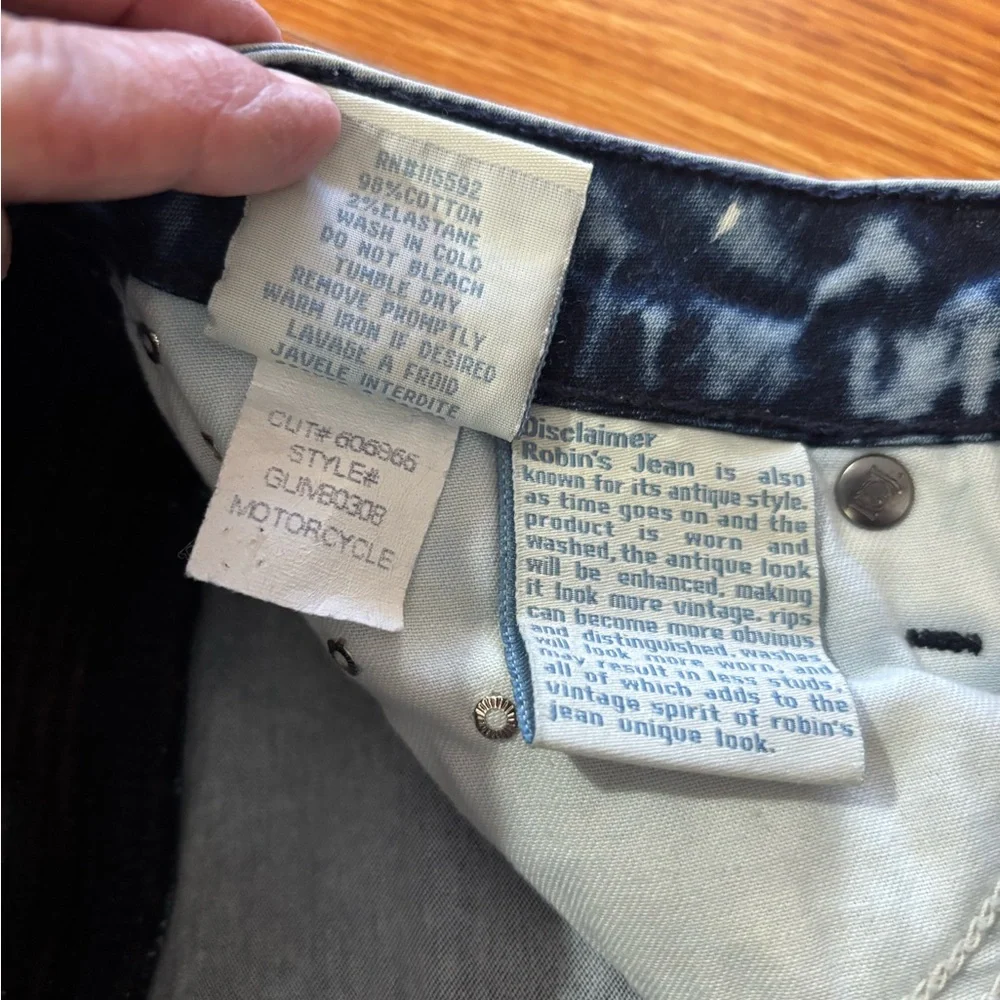 RN#115592
98%COTTON
2%ELASTANE
WASH IN COLD
DO NOT BLEACH
TUMBLE DRY
REMOVE PROMPTLY
WARM IRON IF DESIRED
LAVAGE A FROID
JAVELE INTERDITE
CUT# 606966
STYLE#
GLIMB0308
MOTORCYCLE
Disclaimer
Robin's Jean is also
known for its antique style.
as time goes on and the
product is worn and
washed, the antique look
will be enhanced, making
it look more vintage. rips
can become more obvious
and distinguished. washes
will look more worn and
may result in less studs,
all of which adds to the
vintage spirit of robin's
jean unique look.